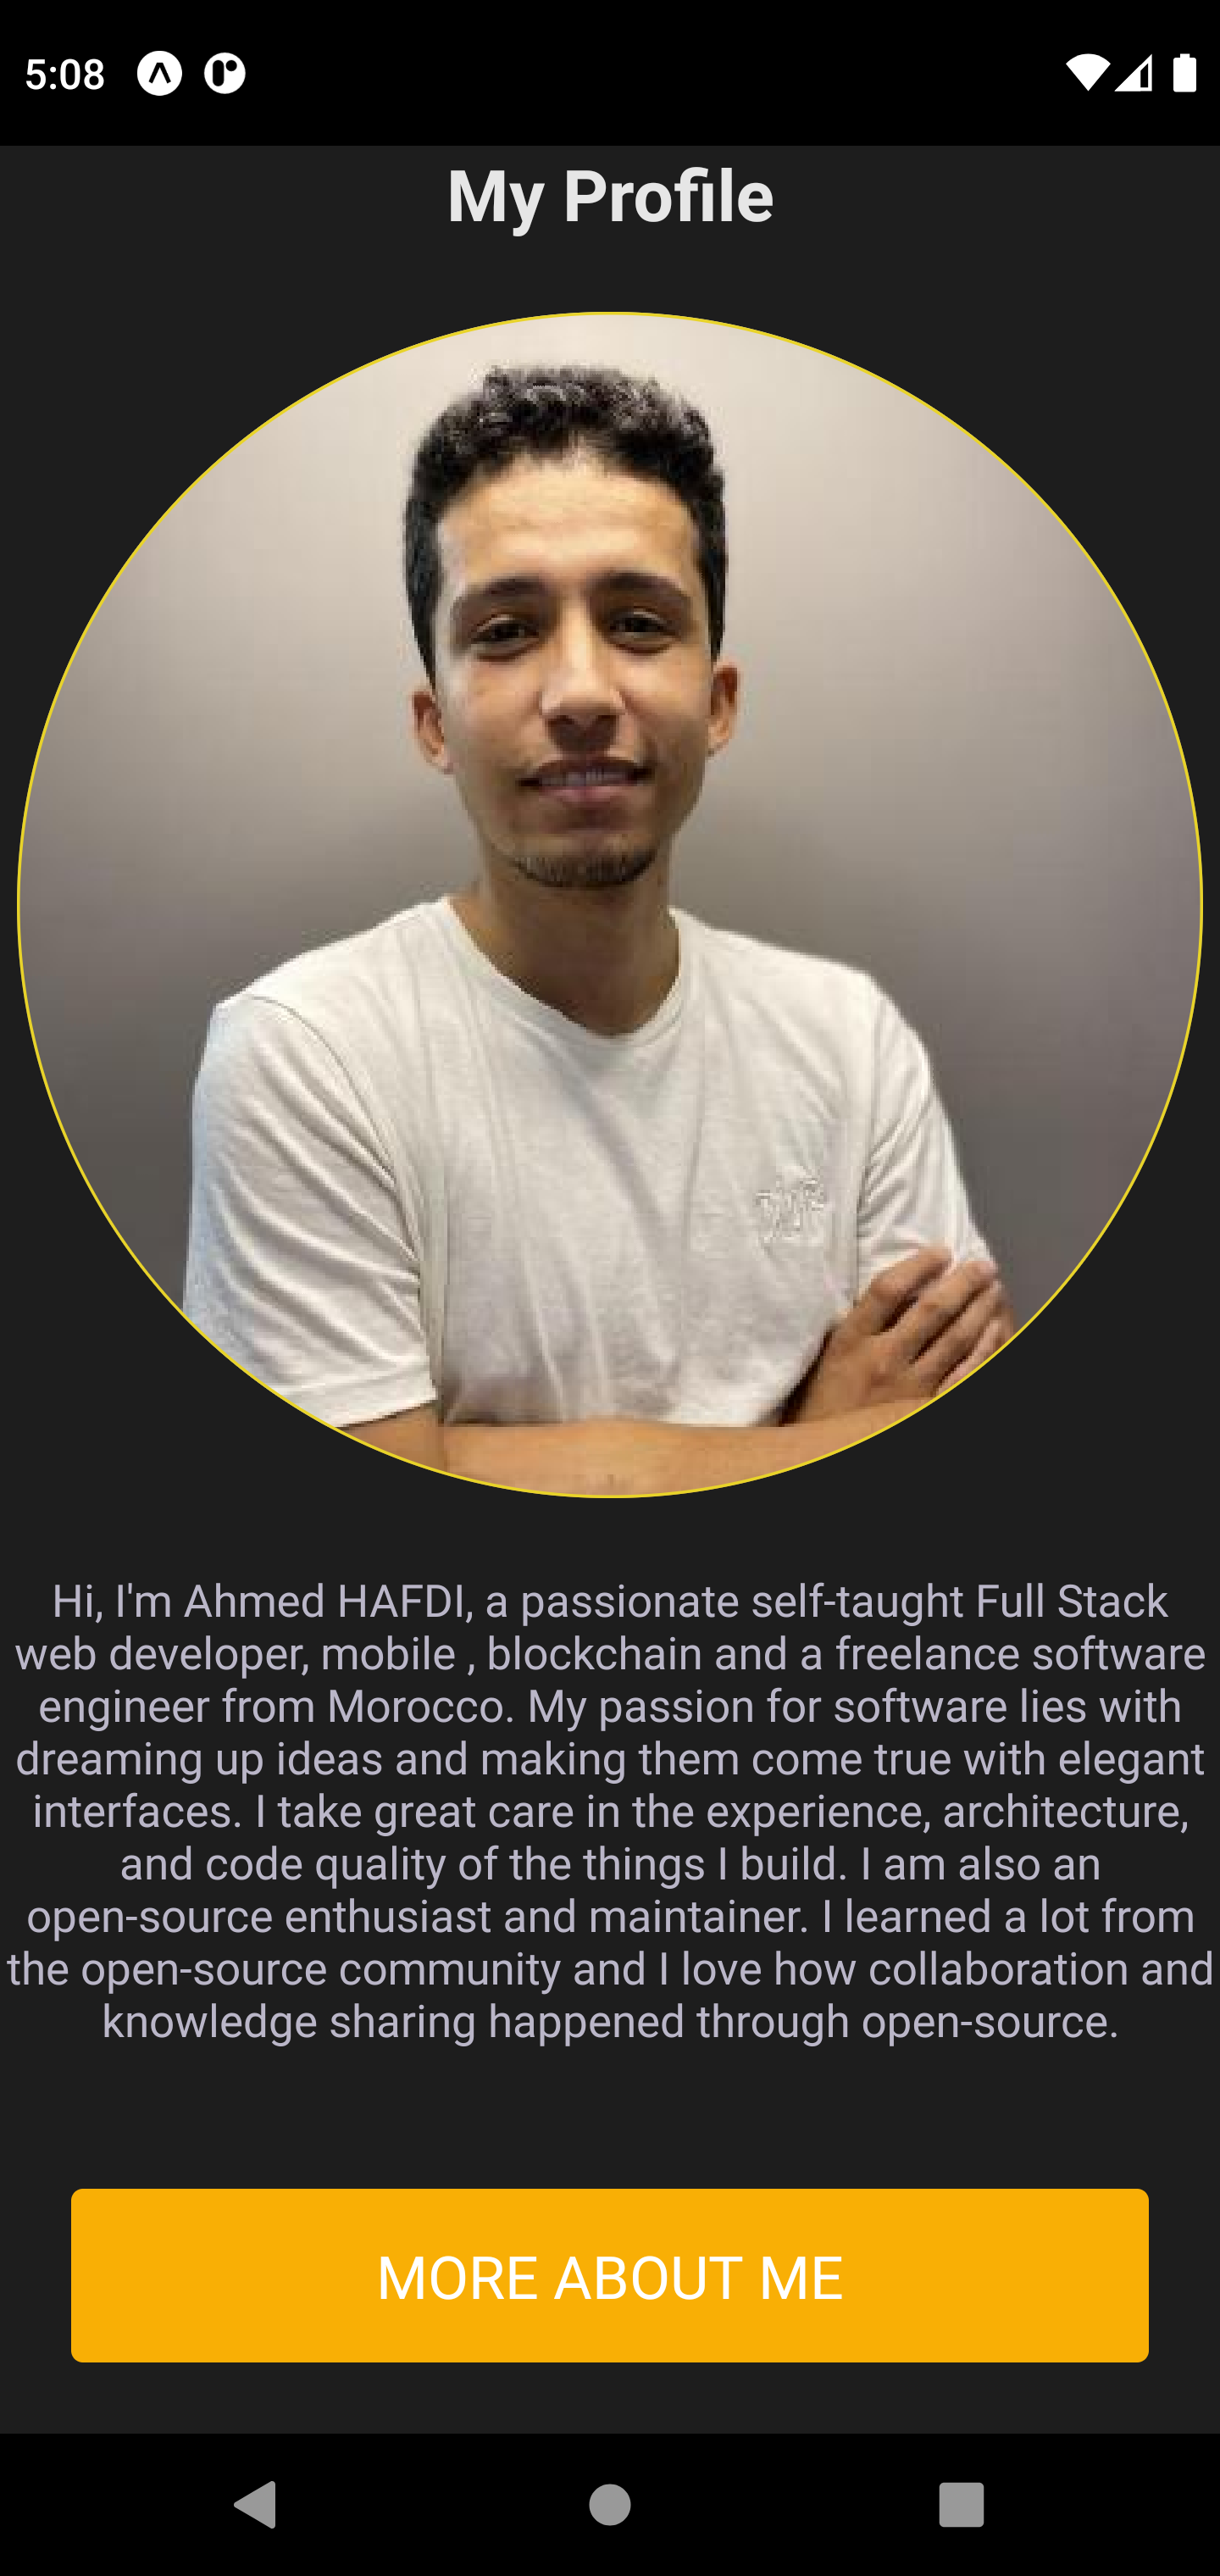 5:08
My Profile
Hi, I'm Ahmed HAFDI, a passionate self-taught Full Stack
web developer, mobile , blockchain and a freelance software
engineer from Morocco. My passion for software lies with
dreaming up ideas and making them come true with elegant
interfaces. I take great care in the experience, architecture,
and code quality of the things I build. I am also an
open-source enthusiast and maintainer. I learned a lot from
the open-source community and I love how collaboration and
knowledge sharing happened through open-source.
MORE ABOUT ME